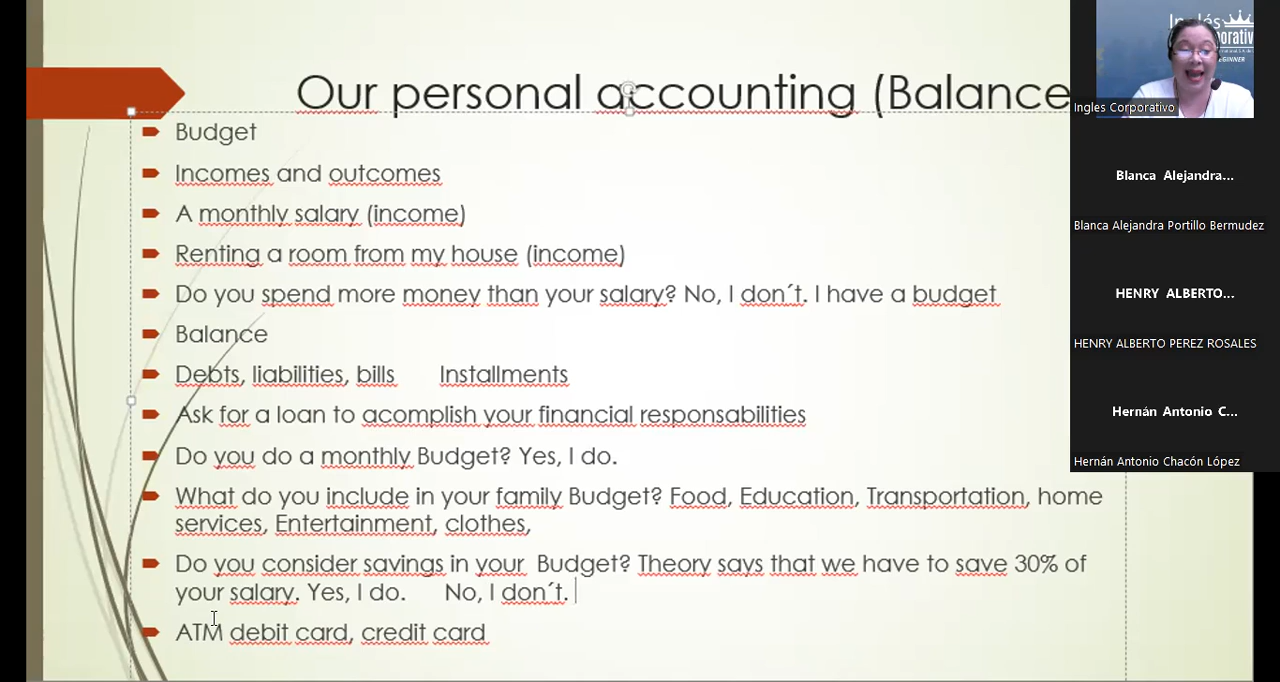 Our personal accounting (Balance
Budget
Incomes and outcomes
A monthly salary (income)
Renting a room from my house (income)
Do you spend more money than your salary? No, I don´t. I have a budget
Balance
Debts, liabilities, bills Installments
Ask for a loan to acomplish your financial responsabilities
Do you do a monthly Budget? Yes, I do.
What do you include in your family Budget? Food, Education, Transportation, home
services, Entertainment, clothes,
Do you consider savings in your Budget? Theory says that we have to save 30% of
your salary. Yes, I do. No, I don´t.
ATM debit card, credit card
Inglés
Ingles Corporativo
Blanca Alejandra...
Blanca Alejandra Portillo Bermudez
HENRY ALBERTO...
HENRY ALBERTO PEREZ ROSALES
Hernán Antonio C...
Hernán Antonio Chacón López